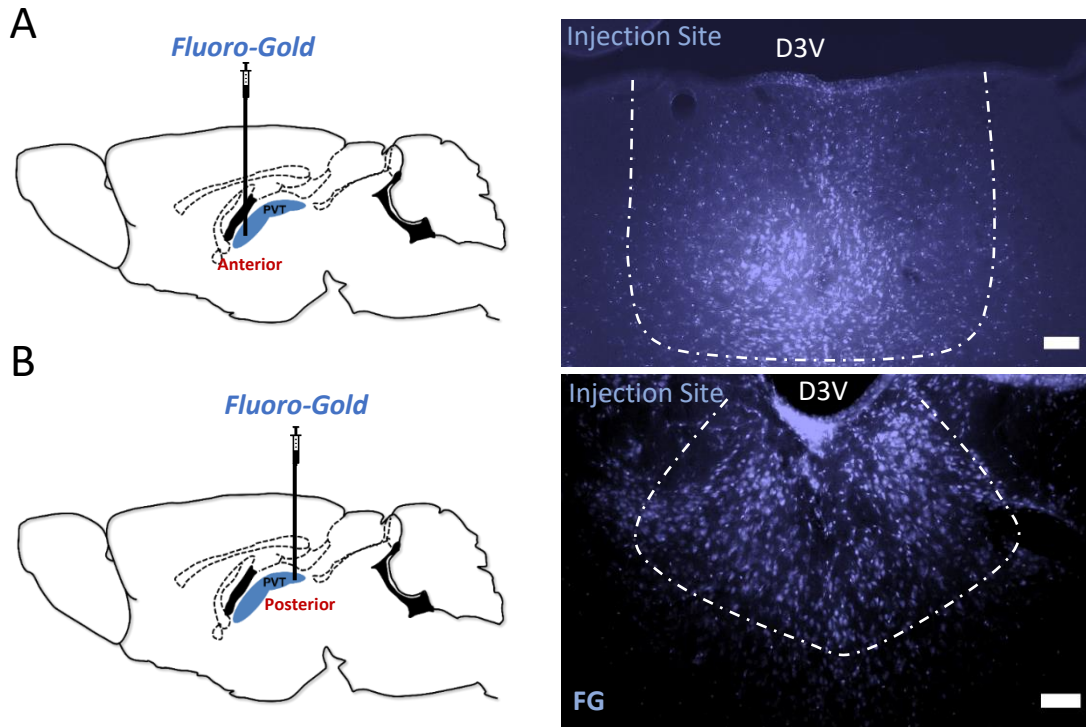 A
Fluoro-Gold
PVT
Anterior
Injection Site
D3V
B
Fluoro-Gold
PVT
Posterior
Injection Site
D3V
FG